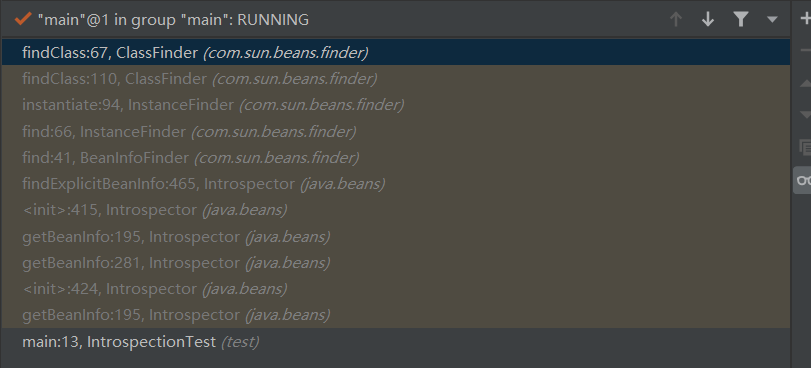 "main"@1 in group "main": RUNNING
findClass:67, ClassFinder (com.sun.beans.finder)
findClass:110, ClassFinder (com.sun.beans.finder)
instantiate:94, InstanceFinder (com.sun.beans.finder)
find:66, InstanceFinder (com.sun.beans.finder)
find:41, BeanInfoFinder (com.sun.beans.finder)
findExplicitBeanInfo:465, Introspector (java.beans)
<init>:415, Introspector (java.beans)
getBeanInfo:195, Introspector (java.beans)
getBeanInfo:281, Introspector (java.beans)
<init>:424, Introspector (java.beans)
getBeanInfo:195, Introspector (java.beans)
main:13, IntrospectionTest (test)